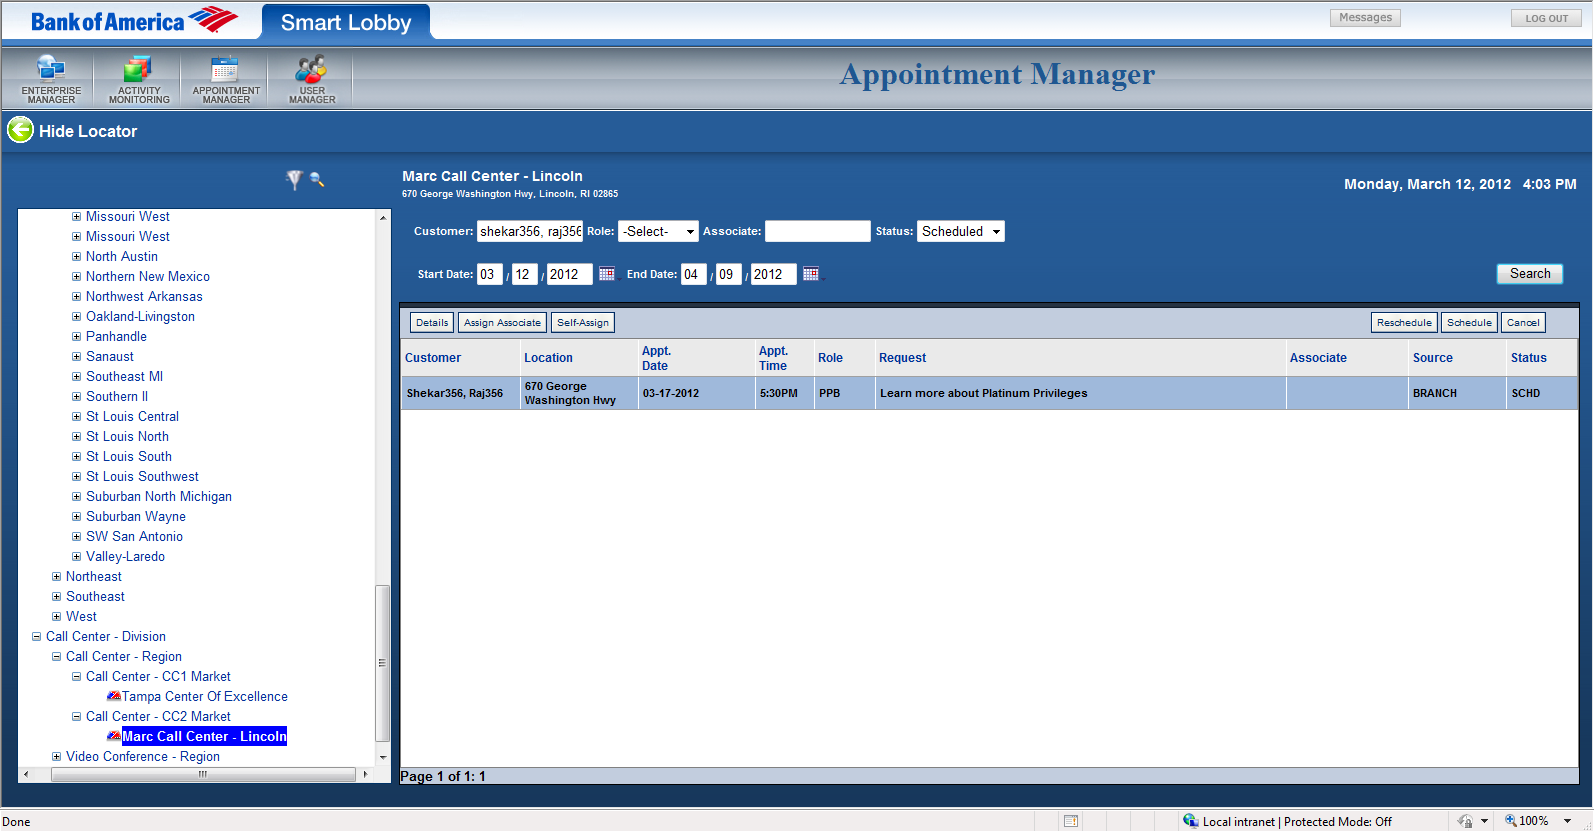 Bank of America
Smart Lobby
Messages
LOG OUT
ENTERPRISE
MANAGER
ACTIVITY
MONITORING
APPOINTMENT
MANAGER
USER
MANAGER
Appointment Manager
Hide Locator
Missouri West
Missouri West
North Austin
Northern New Mexico
Northwest Arkansas
Oakland-Livingston
Panhandle
Sanaust
Southeast MI
Southern Il
St Louis Central
St Louis North
St Louis South
St Louis Southwest
Suburban North Michigan
Suburban Wayne
SW San Antonio
Valley-Laredo
Northeast
Southeast
West
Call Center - Division
Call Center - Region
Call Center - CC1 Market
Tampa Center Of Excellence
Call Center - CC2 Market
Marc Call Center - Lincoln
Video Conference - Region
Marc Call Center - Lincoln
670 George Washington Hwy, Lincoln, RI 02865
Monday, March 12, 2012 4:03 PM
Customer: shekar356, raj356 Role: -Select- Associate: Status: Scheduled
Start Date: 03 / 12 / 2012 End Date: 04 / 09 / 2012
Search
Details Assign Associate Self-Assign Reschedule Schedule Cancel
Customer Location Appt. Date Appt. Time Role Request Associate Source Status
Shekar356, Raj356 670 George Washington Hwy 03-17-2012 5:30PM PPB Learn more about Platinum Privileges BRANCH SCHD
Page 1 of 1: 1
Done
Local intranet | Protected Mode: Off
100%